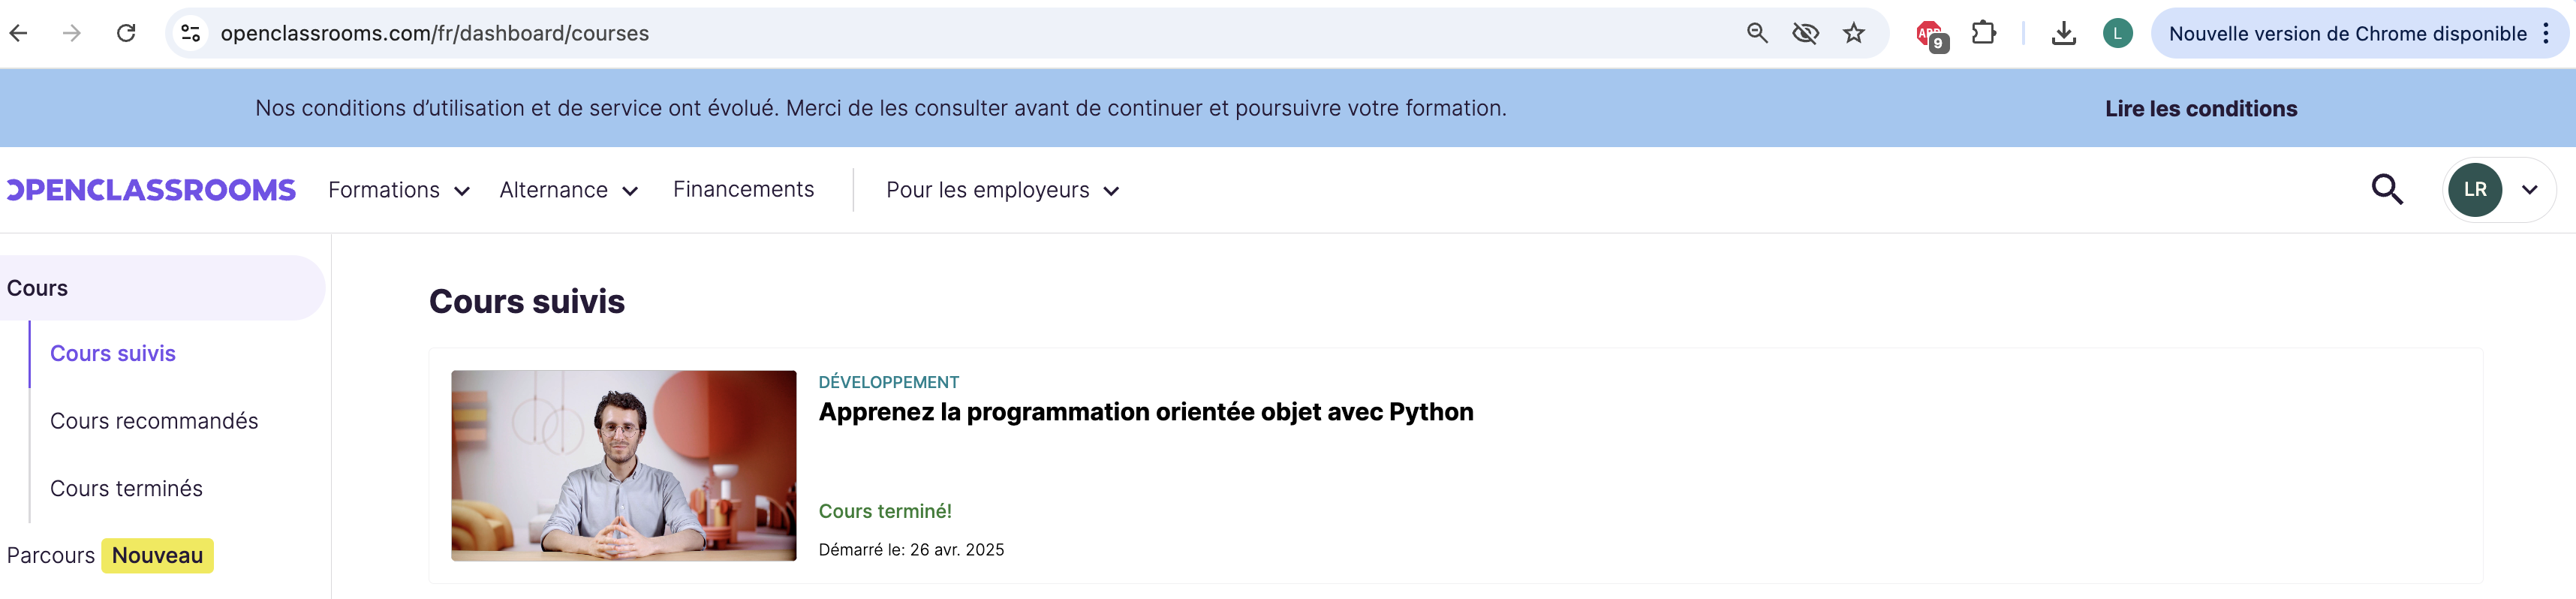 openclassrooms.com/fr/dashboard/courses
ABP
9
L
Nouvelle version de Chrome disponible
Nos conditions d’utilisation et de service ont évolué. Merci de les consulter avant de continuer et poursuivre votre formation.
Lire les conditions
OPENCLASSROOMS
Formations
Alternance
Financements
Pour les employeurs
LR
Cours
Cours suivis
Cours recommandés
Cours terminés
Parcours Nouveau
Cours suivis
DÉVELOPPEMENT
Apprenez la programmation orientée objet avec Python
Cours terminé!
Démarré le: 26 avr. 2025